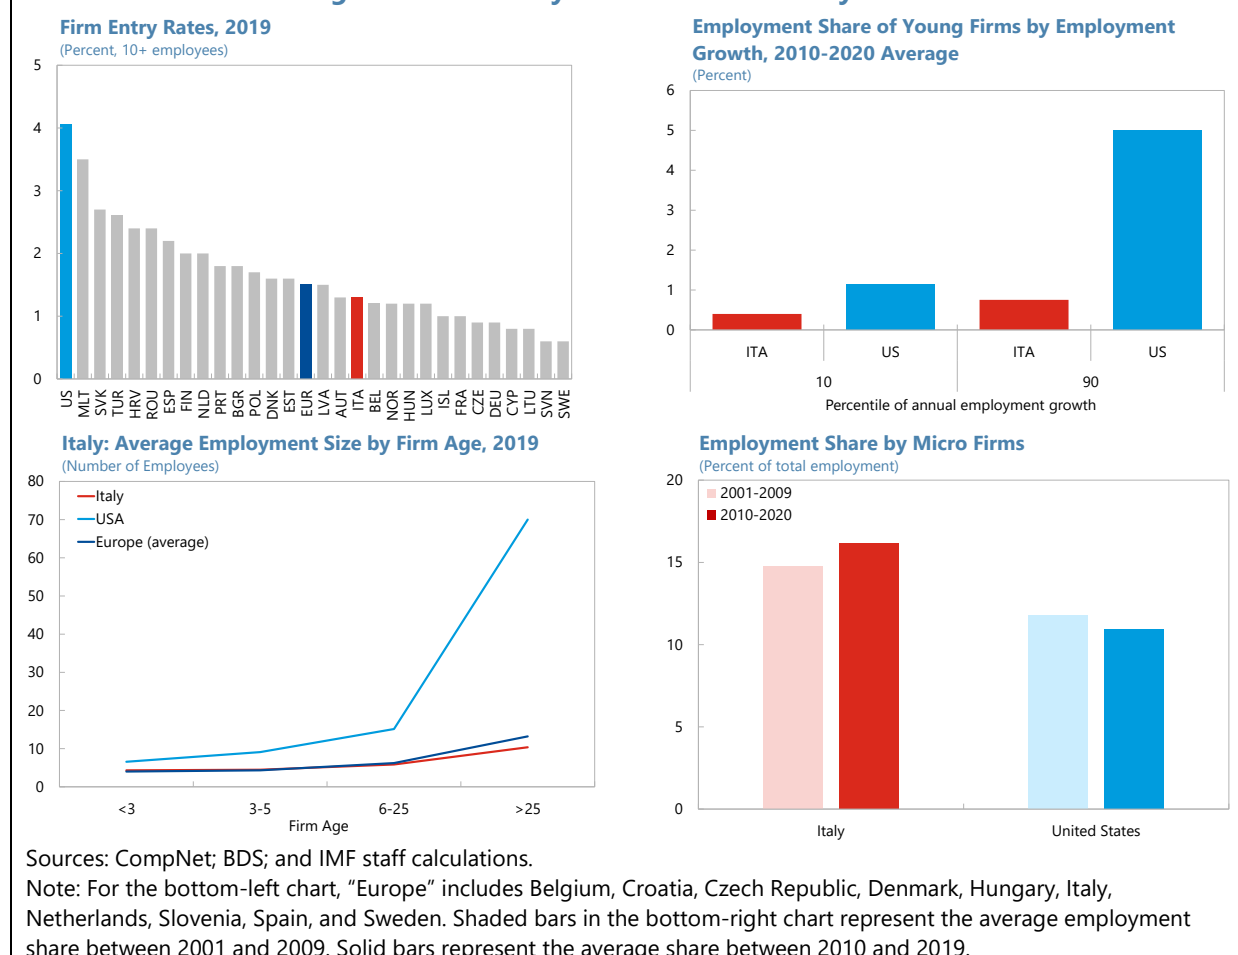 Firm Entry Rates, 2019
(Percent, 10+ employees)
5
4
3
2
1
0
US MLT SVK TUR HRV ROU ESP FIN NLD PRT BGR POL DNK EST EUR LVA AUT ITA BEL NOR HUN LUX ISL FRA CZE DEU CYP LTU SVN SWE
Employment Share of Young Firms by Employment
Growth, 2010-2020 Average
(Percent)
6
5
4
3
2
1
0
ITA US ITA US
10 90
Percentile of annual employment growth
Italy: Average Employment Size by Firm Age, 2019
(Number of Employees)
80
70
60
50
40
30
20
10
0
Italy
USA
Europe (average)
<3 3-5 6-25 >25
Firm Age
Employment Share by Micro Firms
(Percent of total employment)
20
15
10
5
0
2001-2009
2010-2020
Italy United States
Sources: CompNet; BDS; and IMF staff calculations.
Note: For the bottom-left chart, “Europe” includes Belgium, Croatia, Czech Republic, Denmark, Hungary, Italy,
Netherlands, Slovenia, Spain, and Sweden. Shaded bars in the bottom-right chart represent the average employment
share between 2001 and 2009. Solid bars represent the average share between 2010 and 2019.